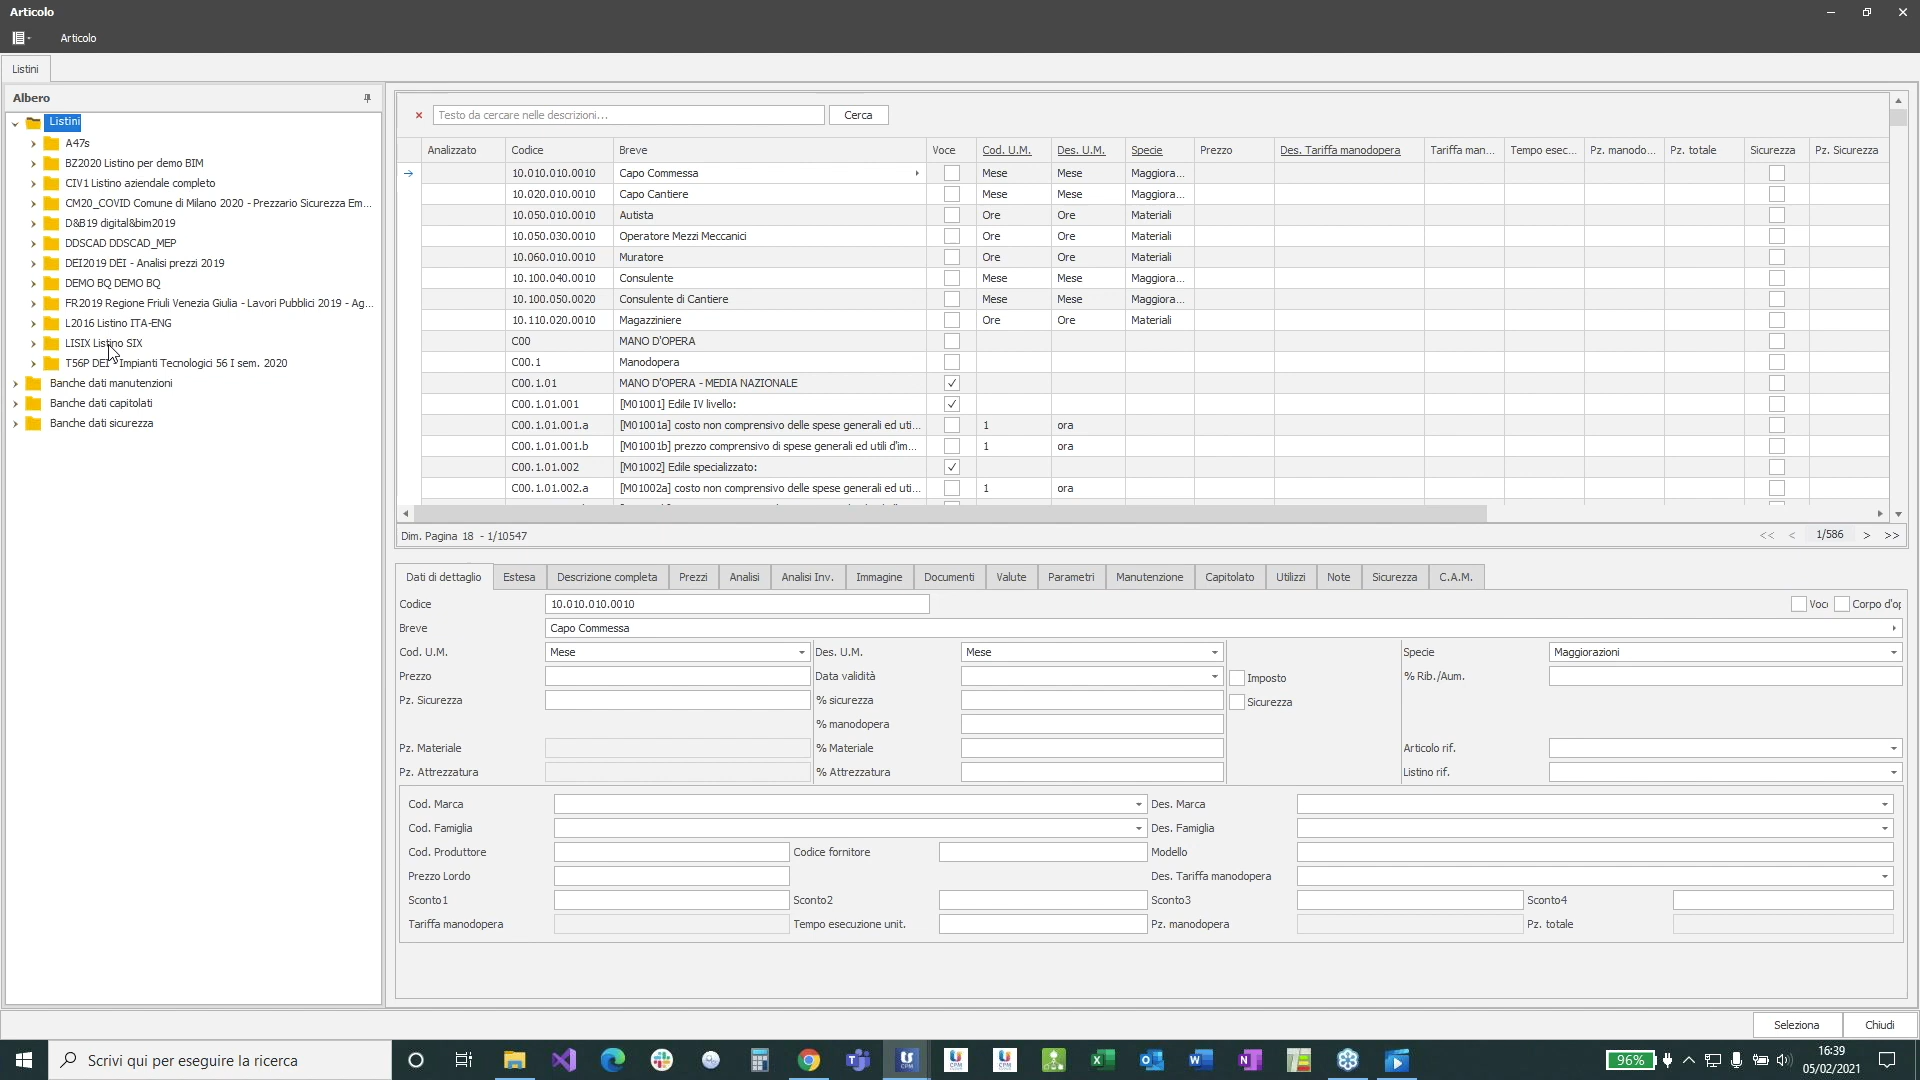 Articolo
Articolo
Listini
Albero
Listini
A47s
BZ2020 Listino per demo BIM
CIV1 Listino aziendale completo
CM20_COVID Comune di Milano 2020 - Prezzario Sicurezza Em...
D&B19 digital&bim2019
DDSCAD DDSCAD_MEP
DEI2019 DEI - Analisi prezzi 2019
DEMO BQ DEMO BQ
FR2019 Regione Friuli Venezia Giulia - Lavori Pubblici 2019 - Ag...
L2016 Listino ITA-ENG
LISIX Listino SIX
T56P DEI - Impianti Tecnologici 56 I sem. 2020
Banche dati manutenzioni
Banche dati capitolati
Banche dati sicurezza
Testo da cercare nelle descrizioni... Cerca
Analizzato Codice Breve Voce Cod. U.M. Des. U.M. Specie Prezzo Des. Tariffa manodopera Tariffa man... Tempo esec... Pz. manodo... Pz. totale Sicurezza Pz. Sicurezza
10.010.010.0010 Capo Commessa Mese Mese Maggiora...
10.020.010.0010 Capo Cantiere Mese Mese Maggiora...
10.050.010.0010 Autista Ore Ore Materiali
10.050.030.0010 Operatore Mezzi Meccanici Ore Ore Materiali
10.060.010.0010 Muratore Ore Ore Materiali
10.100.040.0010 Consulente Mese Mese Maggiora...
10.100.050.0020 Consulente di Cantiere Mese Mese Maggiora...
10.110.020.0010 Magazziniere Ore Ore Materiali
C00 MANO D'OPERA
C00.1 Manodopera
C00.1.01 MANO D'OPERA - MEDIA NAZIONALE
C00.1.01.001 [M01001] Edile IV livello:
C00.1.01.001.a [M01001a] costo non comprensivo delle spese generali ed uti... 1 ora
C00.1.01.001.b [M01001b] prezzo comprensivo di spese generali ed utili d'im... 1 ora
C00.1.01.002 [M01002] Edile specializzato:
C00.1.01.002.a [M01002a] costo non comprensivo delle spese generali ed uti... 1 ora
Dim. Pagina 18 - 1/10547 << < 1/586 > >>
Dati di dettaglio Estesa Descrizione completa Prezzi Analisi Analisi Inv. Immagine Documenti Valute Parametri Manutenzione Capitolato Utilizzi Note Sicurezza C.A.M.
Codice 10.010.010.0010 Voc Corpo d'op
Breve Capo Commessa
Cod. U.M. Mese Des. U.M. Mese Specie Maggiorazioni
Prezzo Data validità Imposto % Rib./Aum.
Pz. Sicurezza % sicurezza Sicurezza
% manodopera
Pz. Materiale % Materiale Articolo rif.
Pz. Attrezzatura % Attrezzatura Listino rif.
Cod. Marca Des. Marca
Cod. Famiglia Des. Famiglia
Cod. Produttore Codice fornitore Modello
Prezzo Lordo Des. Tariffa manodopera
Sconto1 Sconto2 Sconto3 Sconto4
Tariffa manodopera Tempo esecuzione unit. Pz. manodopera Pz. totale
Seleziona Chiudi
Scrivi qui per eseguire la ricerca 96% 16:39
05/02/2021